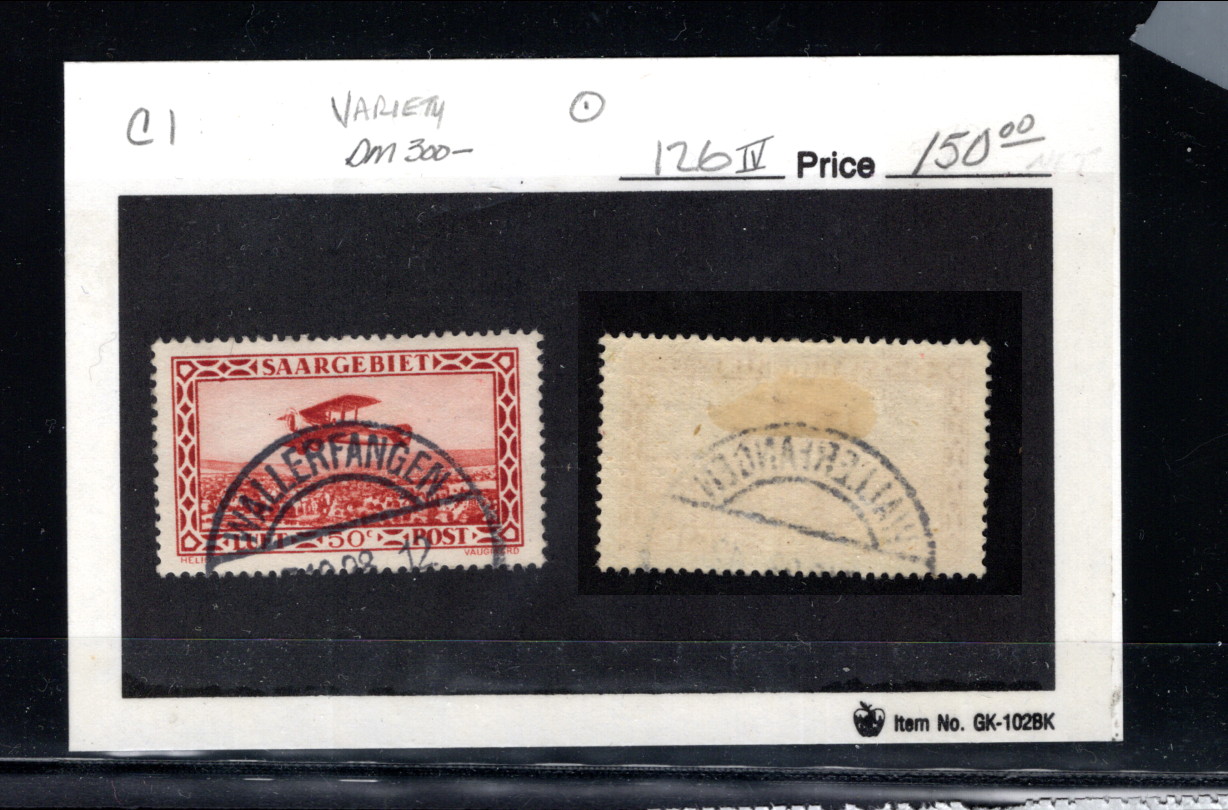 C1 VARIETY
DM 300-
126 IV Price 150.00
NET
SAARGEBIET
WALLERFANGEN
LUFT 50c POST
VAUGIRARD
Item No. GK-102BK